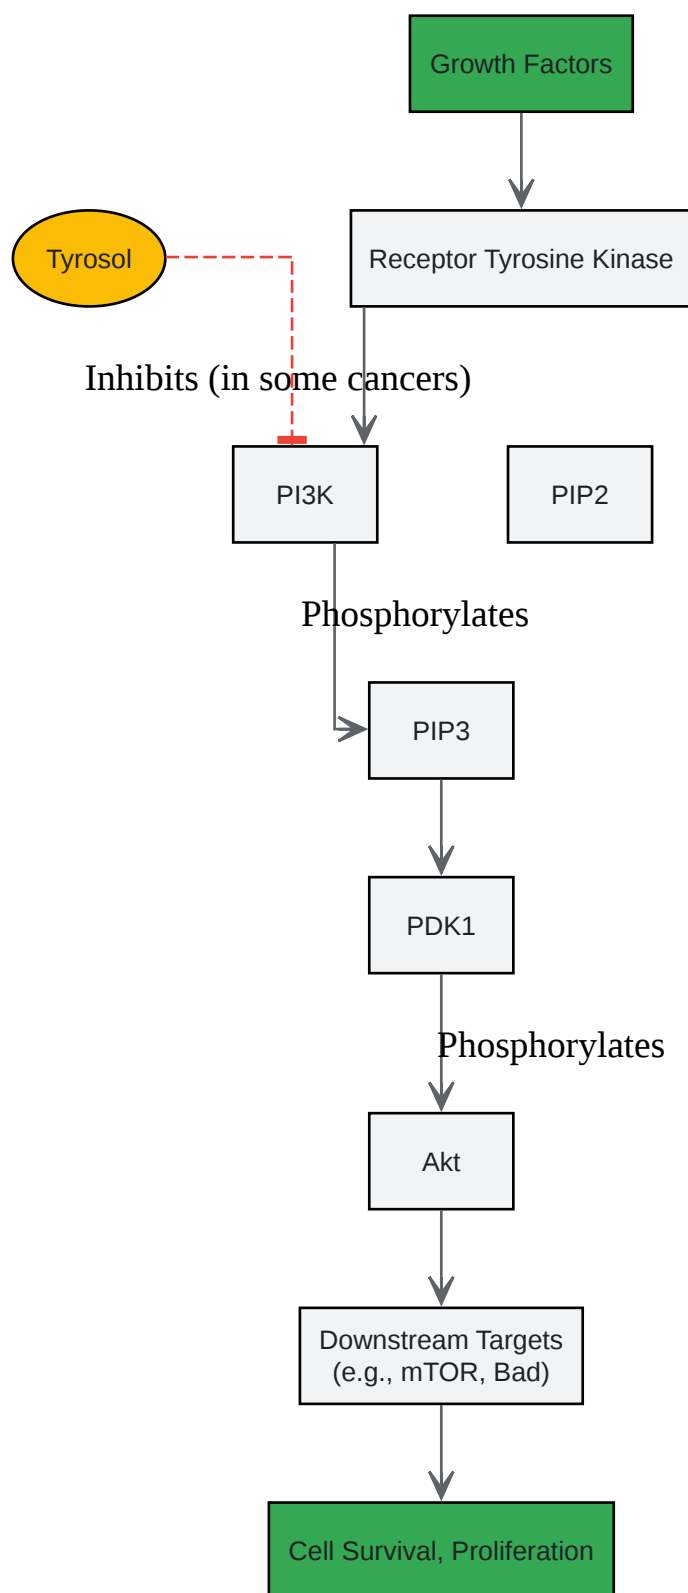 Growth Factors
Tyrosol
Receptor Tyrosine Kinase
Inhibits (in some cancers)
PI3K
PIP2
Phosphorylates
PIP3
PDK1
Phosphorylates
Akt
Downstream Targets
(e.g., mTOR, Bad)
Cell Survival, Proliferation